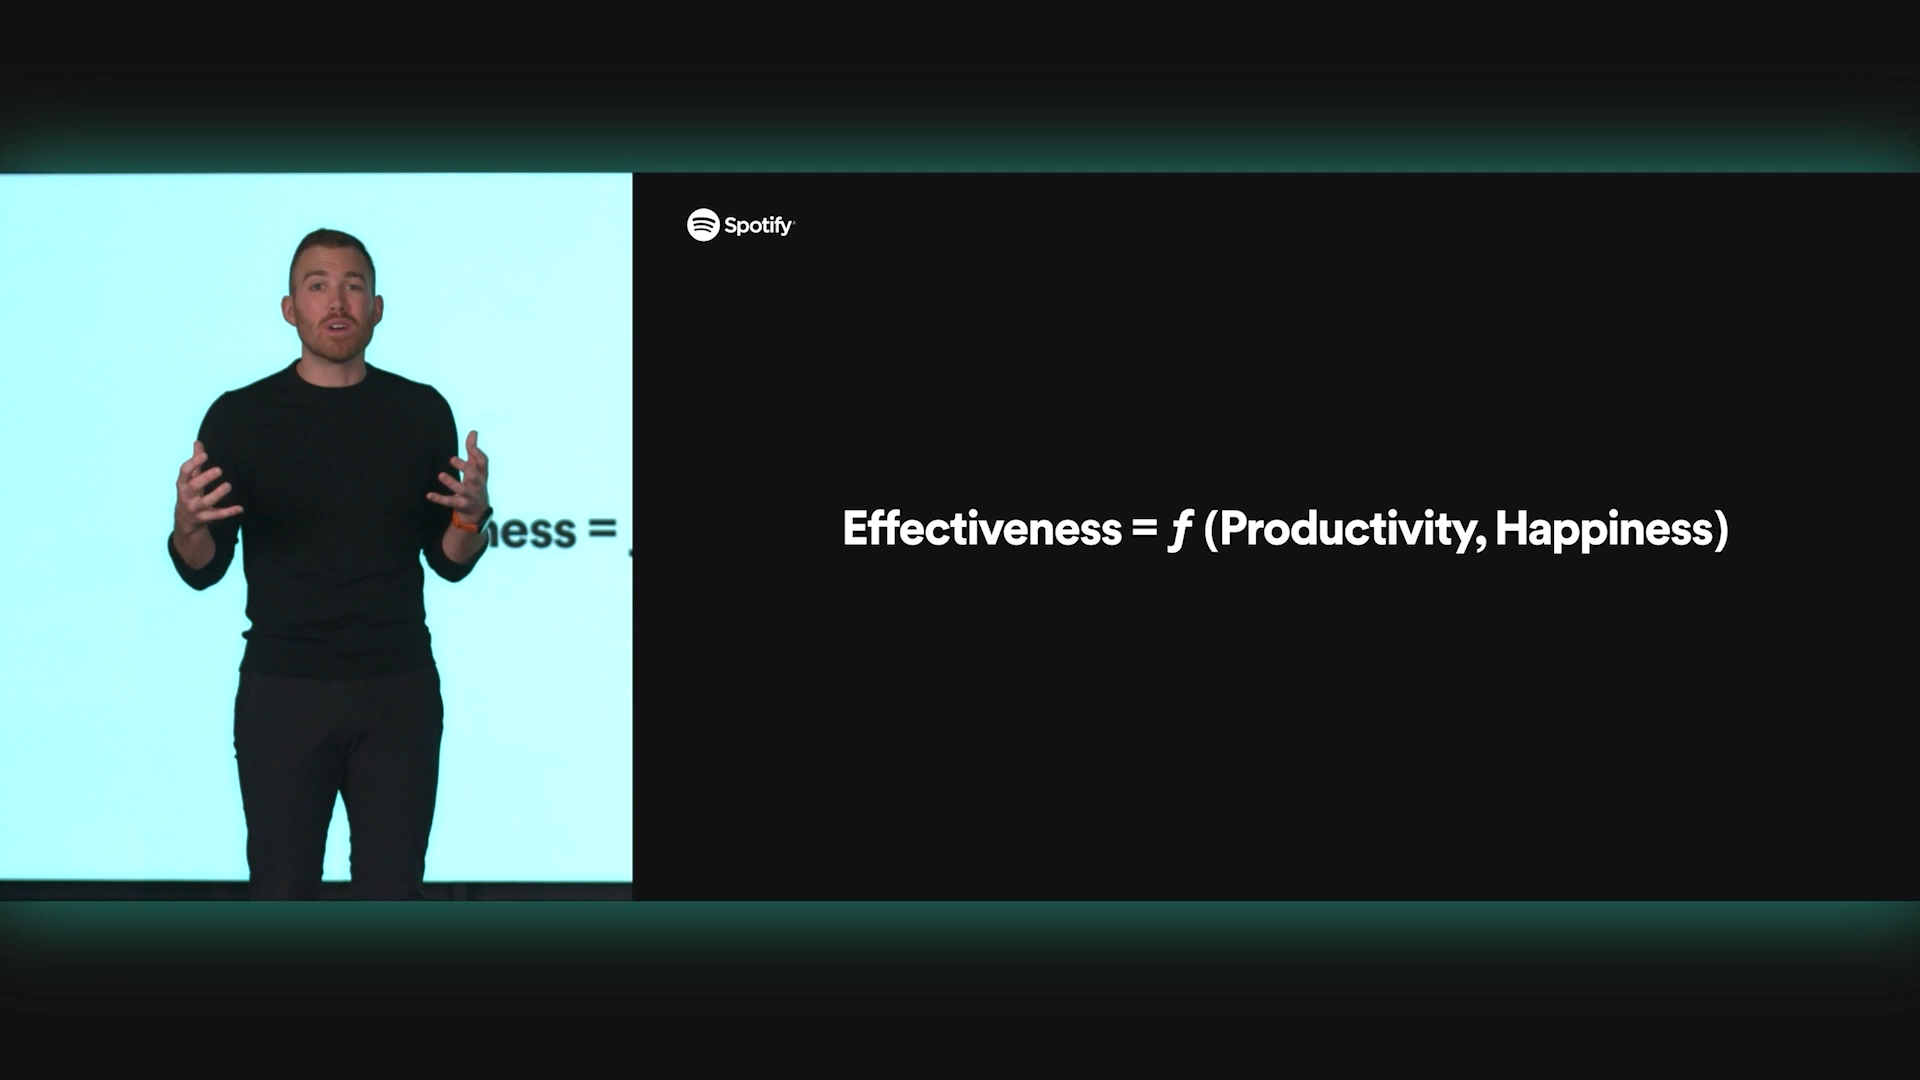 Spotify
ness =
Effectiveness = ƒ (Productivity, Happiness)